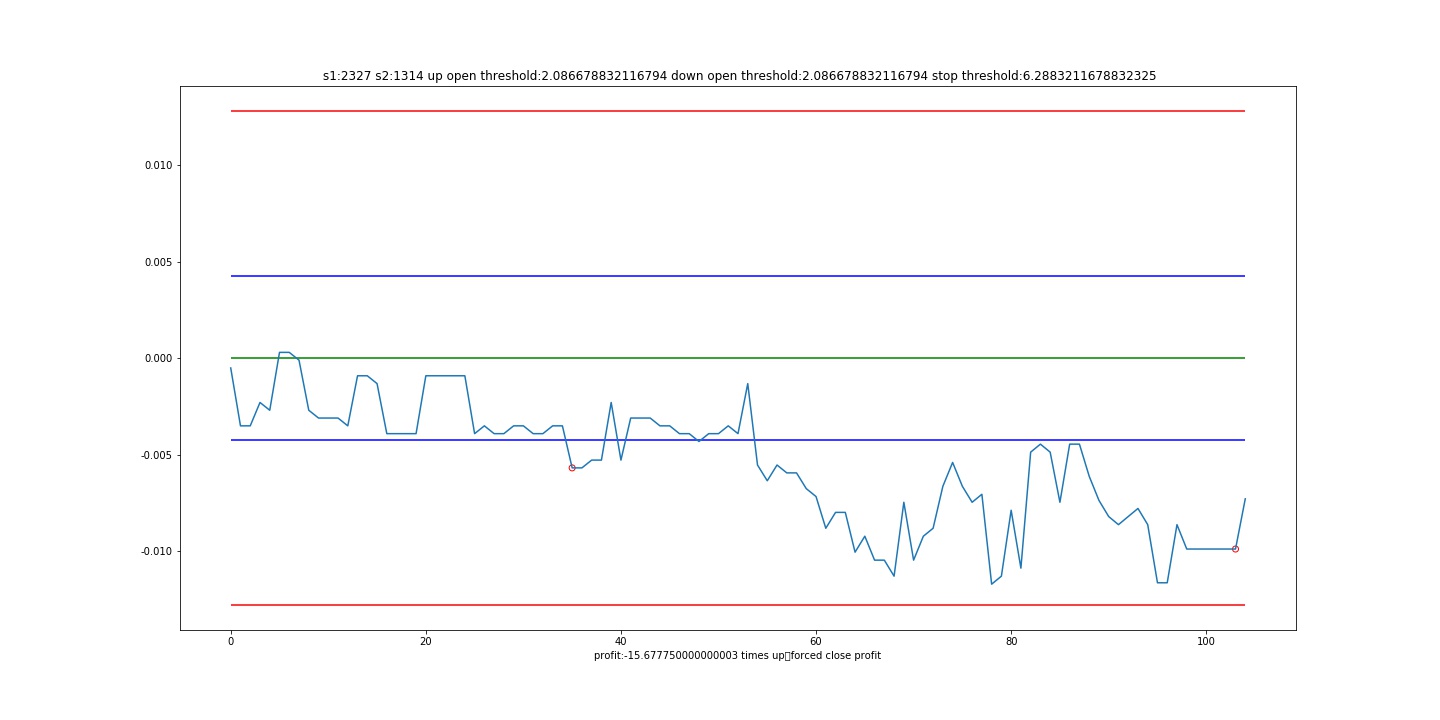 s1:2327 s2:1314 up open threshold:2.086678832116794 down open threshold:2.086678832116794 stop threshold:6.2883211678832325
0.010
0.005
0.000
-0.005
-0.010
0 20 40 60 80 100
profit:-15.677750000000003 times up▯forced close profit